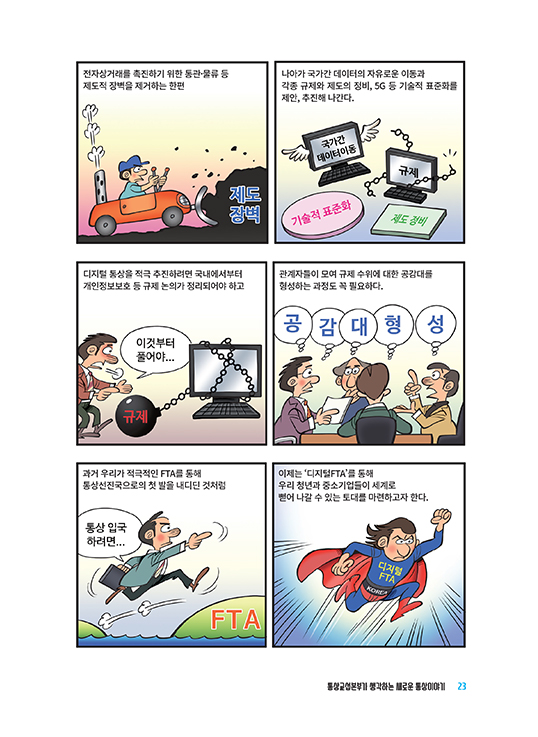 전자상거래를 촉진하기 위한 통관·물류 등
제도적 장벽을 제거하는 한편
제도
장벽
나아가 국가간 데이터의 자유로운 이동과
각종 규제와 제도의 정비, 5G 등 기술적 표준화를
제안, 추진해 나간다.
국가간
데이터이동
규제
기술적 표준화
제도 정비
디지털 통상을 적극 추진하려면 국내에서부터
개인정보보호 등 규제 논의가 정리되어야 하고
이것부터
풀어야...
규제
관계자들이 모여 규제 수위에 대한 공감대를
형성하는 과정도 꼭 필요하다.
공 감 대 형 성
과거 우리가 적극적인 FTA를 통해
통상선진국으로의 첫 발을 내디딘 것처럼
통상 입국
하려면...
FTA
이제는 ‘디지털FTA’를 통해
우리 청년과 중소기업들이 세계로
뻗어 나갈 수 있는 토대를 마련하고자 한다.
디지털
FTA
KOREA
통상교섭본부가 생각하는 새로운 통상이야기 23